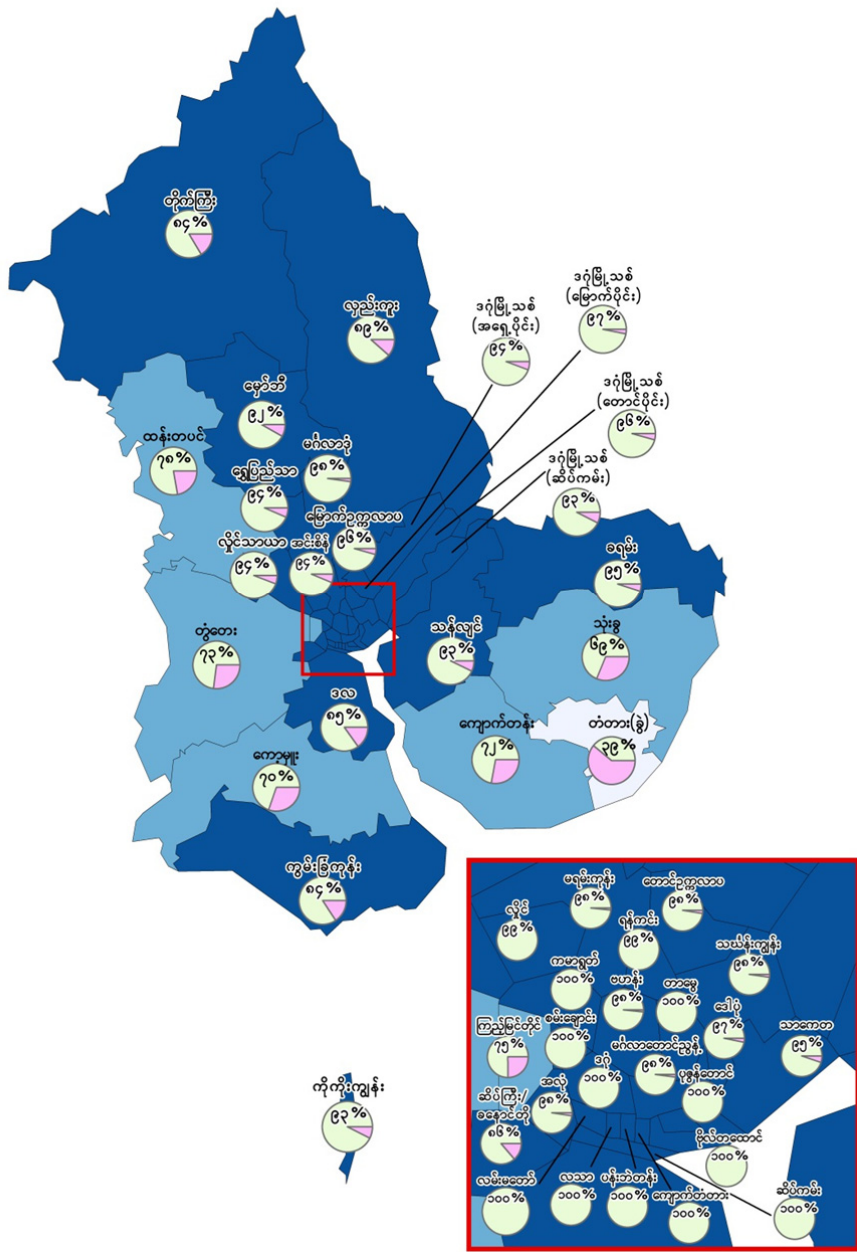 တိုက်ကြီး
၈၄%
လှည်းကူး
၈၉%
ဒဂုံမြို့သစ်
(မြောက်ပိုင်း)
၉၇%
ဒဂုံမြို့သစ်
(အရှေ့ပိုင်း)
၉၄%
ဒဂုံမြို့သစ်
(တောင်ပိုင်း)
၉၆%
ဒဂုံမြို့သစ်
(ဆိပ်ကမ်း)
၉၃%
မှော်ဘီ
၉၂%
ထန်းတပင်
၇၈%
မင်္ဂလာဒုံ
၉၈%
ရွှေပြည်သာ
၉၄%
မြောက်ဥက္ကလာပ
၉၆%
လှိုင်သာယာ
၉၄%
အင်းစိန်
၉၄%
ခရမ်း
၉၅%
တွံတေး
၇၃%
သန်လျင်
၉၃%
သုံးခွ
၆၉%
ဒလ
၈၅%
ကျောက်တန်း
၇၂%
တံတား(ခွဲ)
၃၉%
ကော့မှူး
၇၀%
ကွမ်းခြံကုန်း
၈၄%
ကိုကိုးကျွန်း
၉၃%
မရမ်းကုန်း
၉၈%
တောင်ဥက္ကလာပ
၉၈%
လှိုင်
၉၉%
ရန်ကင်း
၉၉%
သင်္ဃန်းကျွန်း
၉၈%
ကမာရွတ်
၁၀၀%
ဗဟန်း
၉၈%
တာမွေ
၁၀၀%
ဒေါပုံ
၉၇%
သာကေတ
၉၅%
ကြည့်မြင်တိုင်
၇၅%
စမ်းချောင်း
၁၀၀%
မင်္ဂလာတောင်ညွန့်
၉၈%
ဒဂုံ
၁၀၀%
ပုဇွန်တောင်
၁၀၀%
အလုံ
၉၈%
ဆိပ်ကြီး/
ခနောင်တို
၈၆%
ဗိုလ်တထောင်
၁၀၀%
လမ်းမတော်
၁၀၀%
လသာ
၁၀၀%
ပန်းဘဲတန်း
၁၀၀%
ကျောက်တံတား
၁၀၀%
ဆိပ်ကမ်း
၁၀၀%